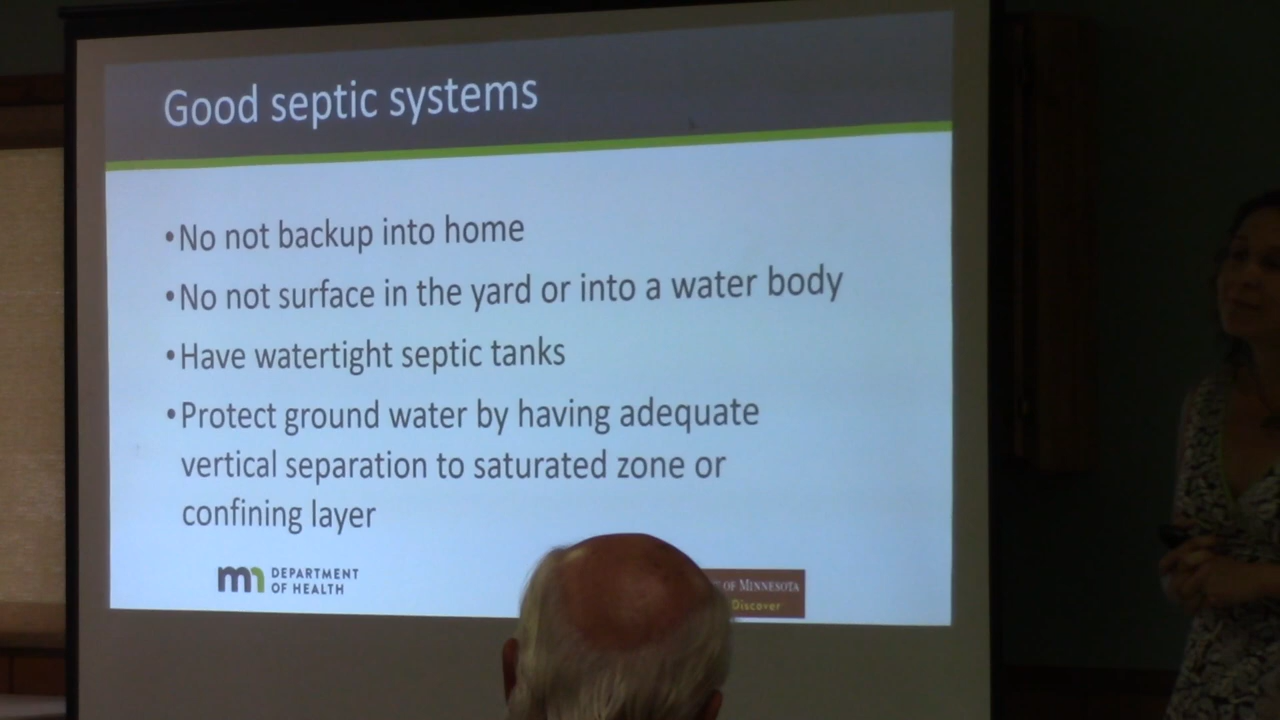 Good septic systems
•No not backup into home
•No not surface in the yard or into a water body
•Have watertight septic tanks
•Protect ground water by having adequate
vertical separation to saturated zone or
confining layer
mn DEPARTMENT
OF HEALTH
OF MINNESOTA
Discover